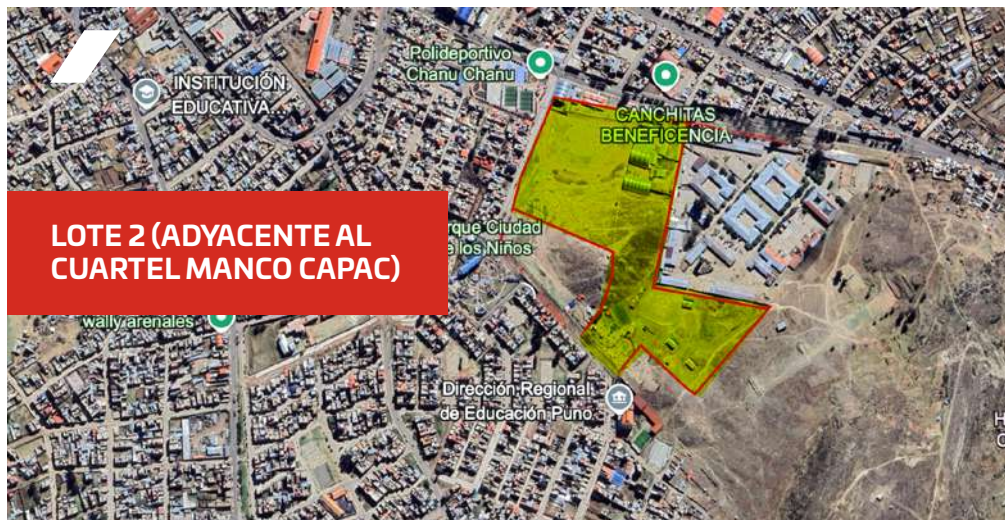 Polideportivo
Chanu Chanu
INSTITUCIÓN
EDUCATIVA...
CANCHITAS
BENEFICENCIA
LOTE 2 (ADYACENTE AL
CUARTEL MANCO CAPAC)
rque Ciudad
e los Niños
wally arenales
Dirección Regional
de Educación Puno